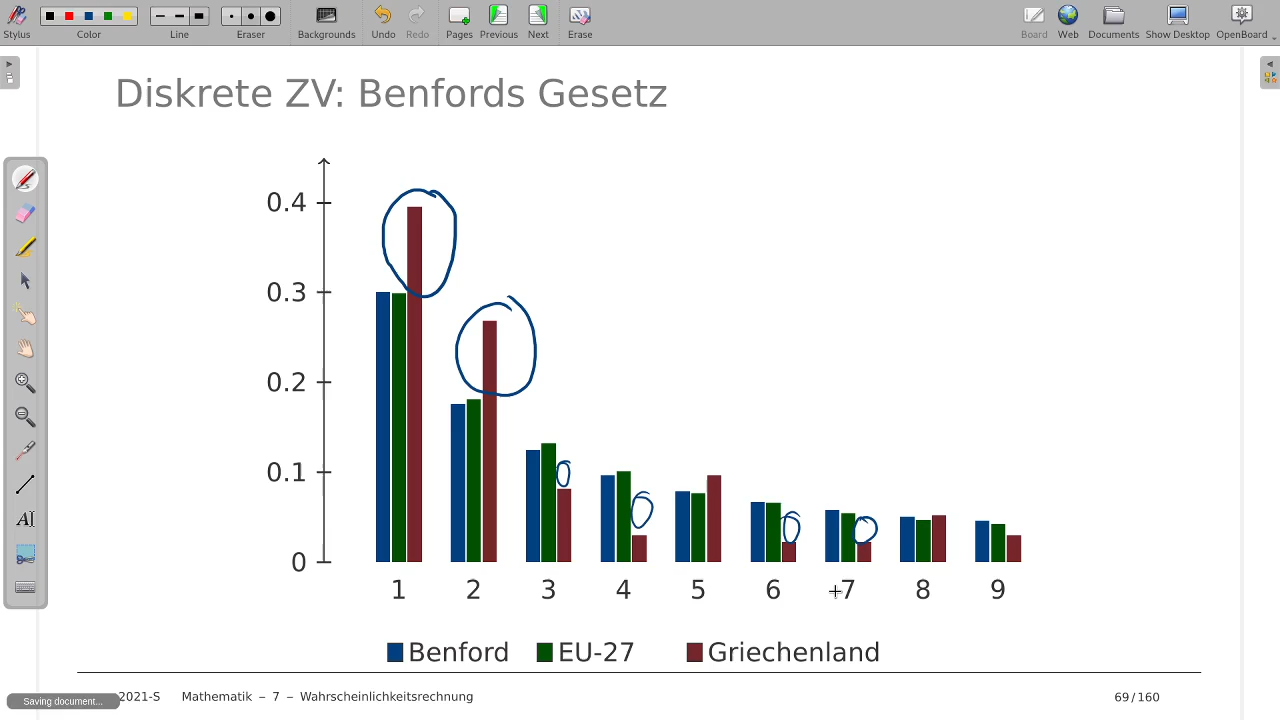 Stylus Color Line Eraser Backgrounds Undo Redo Pages Previous Next Erase Board Web Documents Show Desktop OpenBoard
Diskrete ZV: Benfords Gesetz
0.4
0.3
0.2
0.1
0
1 2 3 4 5 6 7 8 9
Benford EU-27 Griechenland
Saving document...
2021-S Mathematik – 7 – Wahrscheinlichkeitsrechnung 69/160